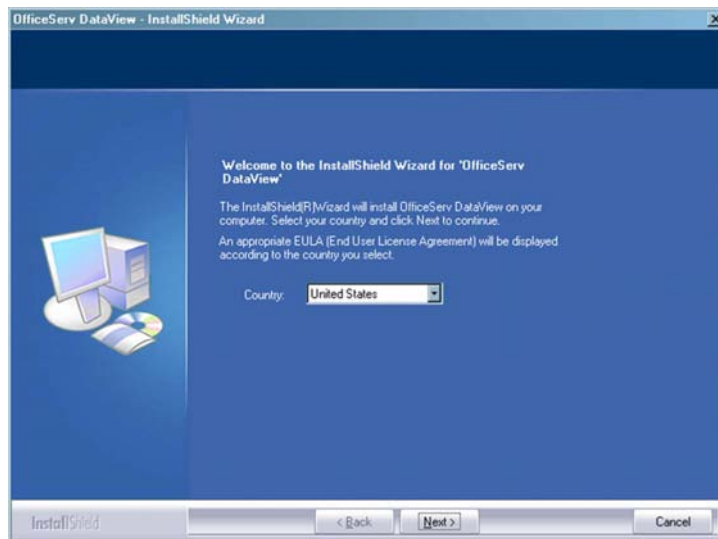 OfficeServ DataView - InstallShield Wizard
Welcome to the InstallShield Wizard for 'OfficeServ
DataView'
The InstallShield(R)Wizard will install OfficeServ DataView on your
computer. Select your country and click Next to continue.
An appropriate EULA (End User License Agreement) will be displayed
according to the country you select.
Country: United States
InstallShield
< Back Next > Cancel